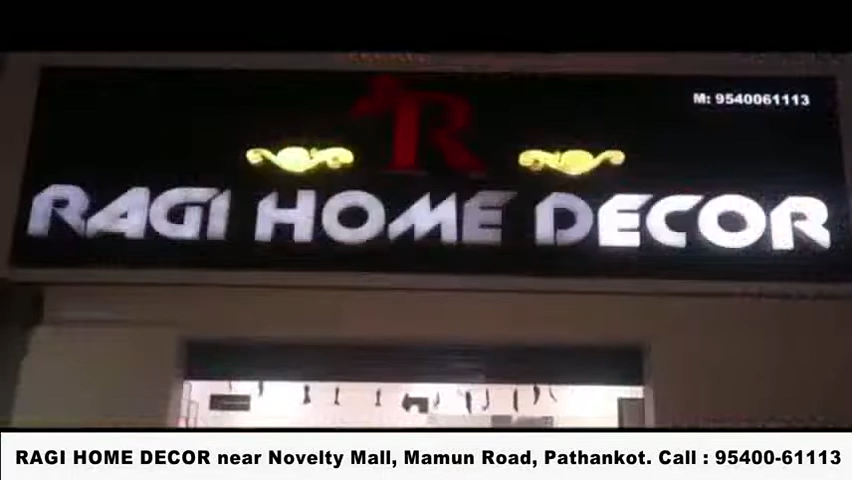 R
M: 9540061113
RAGI HOME DECOR
RAGI HOME DECOR near Novelty Mall, Mamun Road, Pathankot. Call : 95400-61113